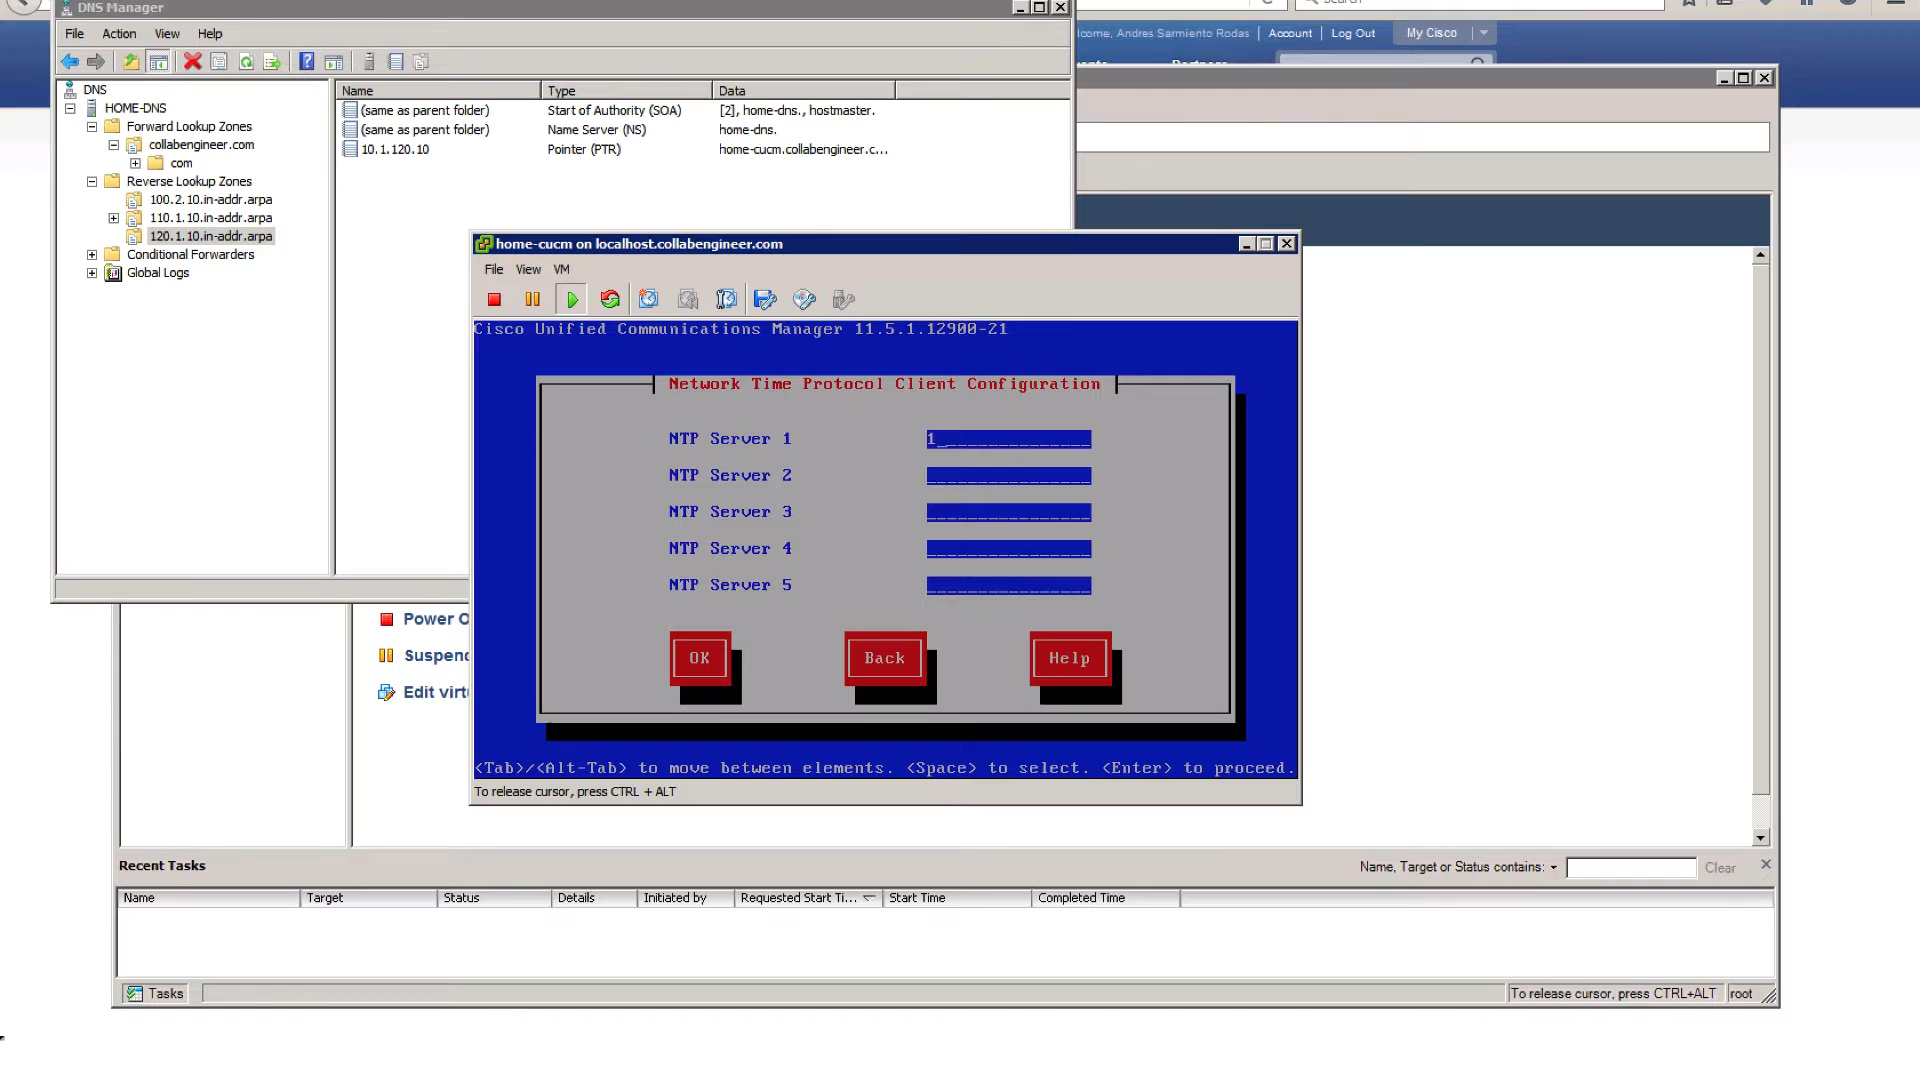 DNS Manager
File Action View Help
DNS
HOME-DNS
Forward Lookup Zones
collabengineer.com
com
Reverse Lookup Zones
100.2.10.in-addr.arpa
110.1.10.in-addr.arpa
120.1.10.in-addr.arpa
Conditional Forwarders
Global Logs
Name Type Data
(same as parent folder) Start of Authority (SOA) [2], home-dns., hostmaster.
(same as parent folder) Name Server (NS) home-dns.
10.1.120.10 Pointer (PTR) home-cucm.collabengineer.c...
Search
come, Andres Sarmiento Rodas Account Log Out My Cisco
Partners
home-cucm on localhost.collabengineer.com
File View VM
Cisco Unified Communications Manager 11.5.1.12900-21
Network Time Protocol Client Configuration
NTP Server 1 1
NTP Server 2
NTP Server 3
NTP Server 4
NTP Server 5
OK Back Help
<Tab>/<Alt-Tab> to move between elements. <Space> to select. <Enter> to proceed.
To release cursor, press CTRL + ALT
Power O
Suspend
Edit virtu
Recent Tasks
Name, Target or Status contains: Clear
Name Target Status Details Initiated by Requested Start Ti... Start Time Completed Time
Tasks
To release cursor, press CTRL+ALT root